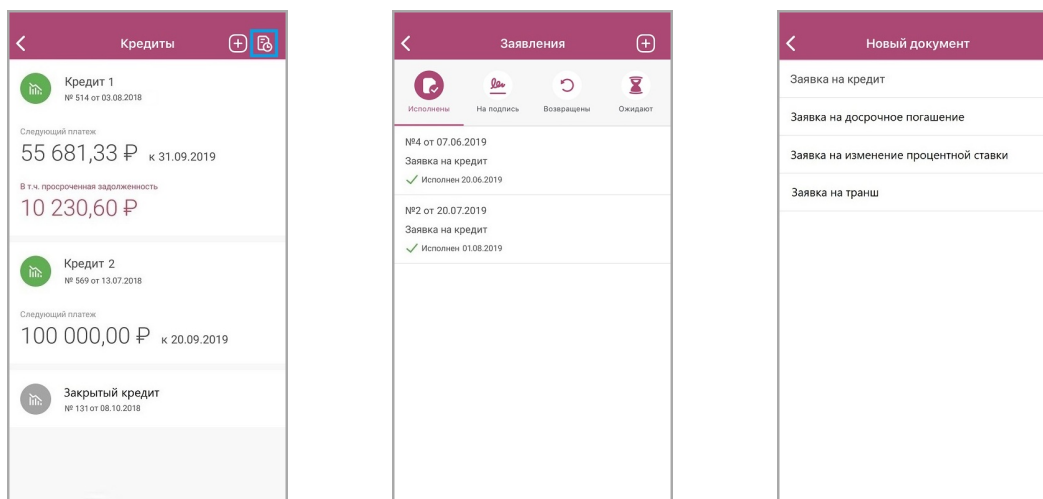 Кредиты
Кредит 1
№ 514 от 03.08.2018
Следующий платеж
55 681,33 ₽ к 31.09.2019
В т.ч. просроченная задолженность
10 230,60 ₽
Кредит 2
№ 569 от 13.07.2018
Следующий платеж
100 000,00 ₽ к 20.09.2019
Закрытый кредит
№ 131 от 08.10.2018
Заявления
Исполнены На подпись Возвращены Ожидают
№4 от 07.06.2019
Заявка на кредит
Исполнен 20.06.2019
№2 от 20.07.2019
Заявка на кредит
Исполнен 01.08.2019
Новый документ
Заявка на кредит
Заявка на досрочное погашение
Заявка на изменение процентной ставки
Заявка на транш